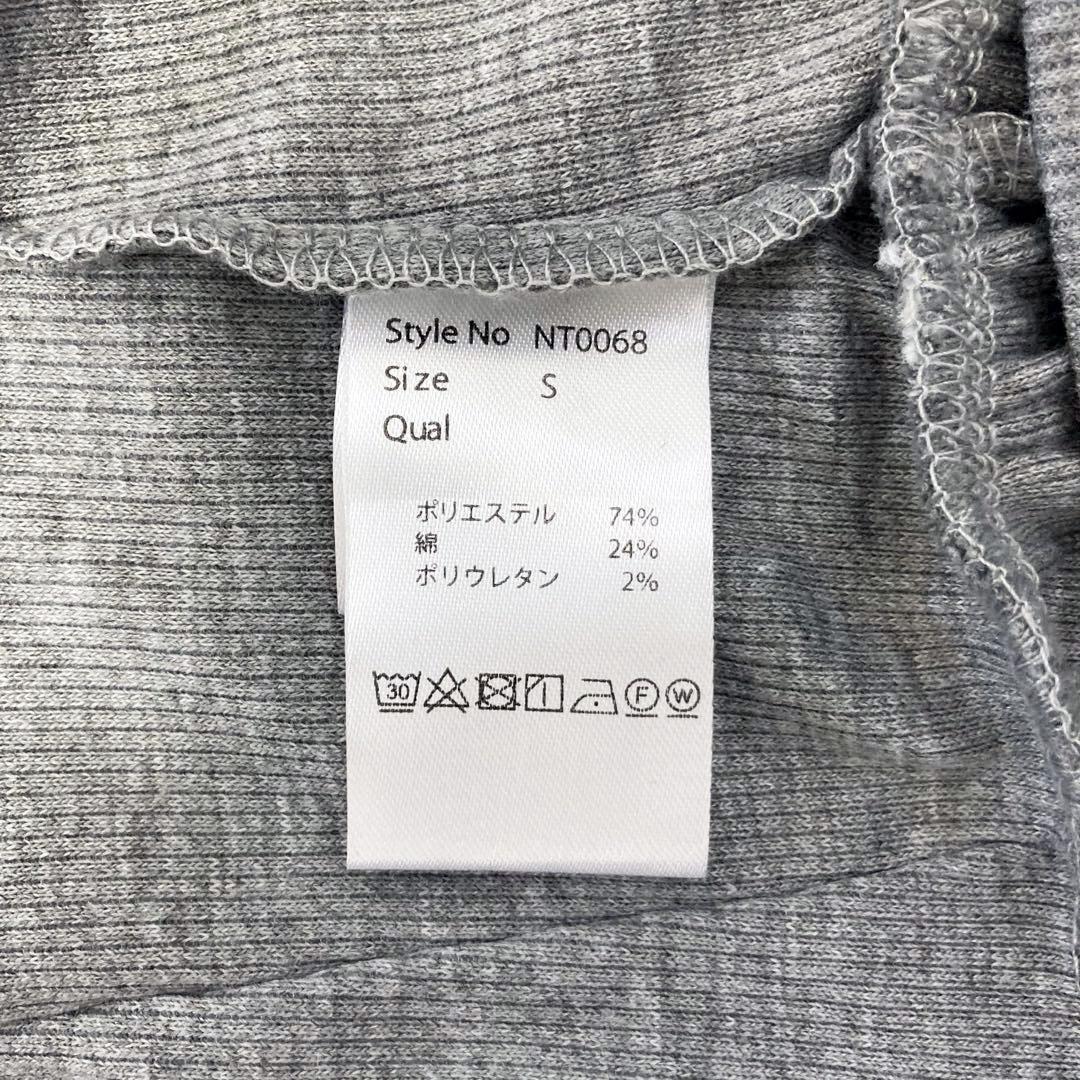 Style No NT0068
Size S
Qual
ポリエステル 74%
綿 24%
ポリウレタン 2%
30 F W